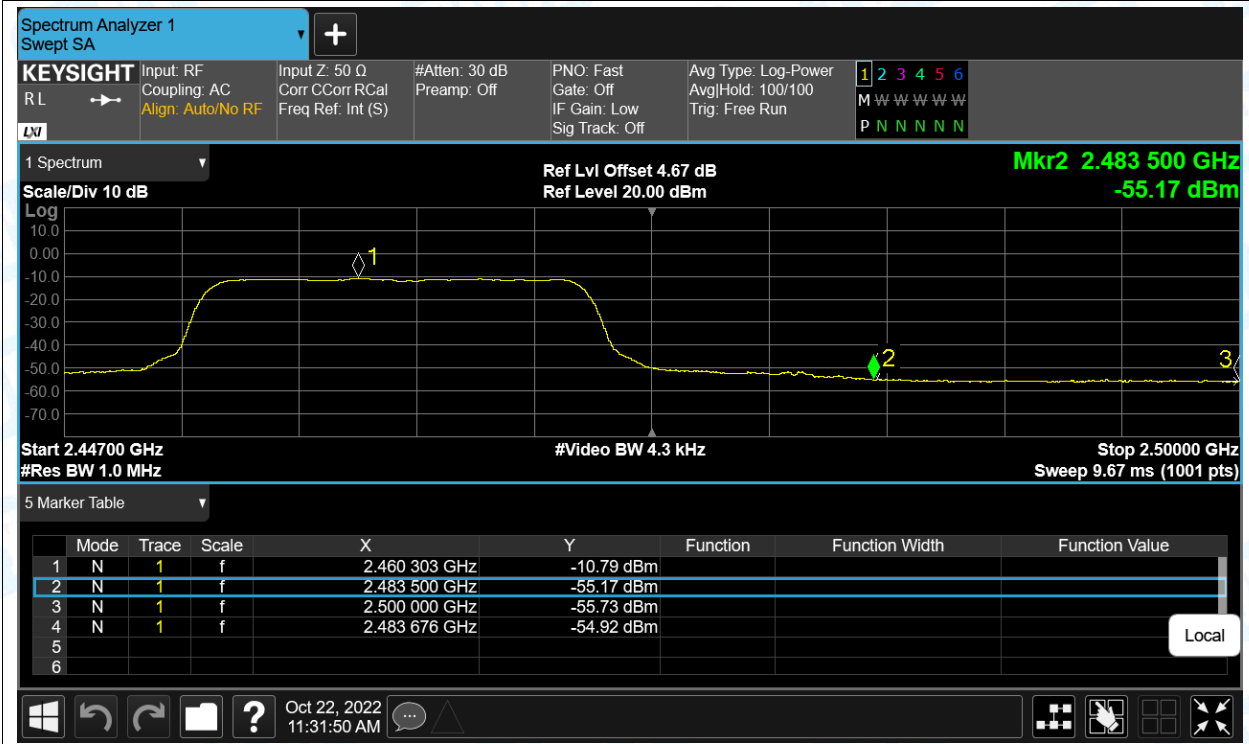 Spectrum Analyzer 1
Swept SA
▼
+
KEYSIGHT
R L
LXI
Input: RF
Coupling: AC
Align: Auto/No RF
Input Z: 50 Ω
Corr CCorr RCal
Freq Ref: Int (S)
#Atten: 30 dB
Preamp: Off
PNO: Fast
Gate: Off
IF Gain: Low
Sig Track: Off
Avg Type: Log-Power
Avg|Hold: 100/100
Trig: Free Run
1 2 3 4 5 6
M W W W W W
P N N N N N
1 Spectrum ▼
Scale/Div 10 dB
Ref Lvl Offset 4.67 dB
Ref Level 20.00 dBm
Mkr2 2.483 500 GHz
-55.17 dBm
Log
10.0
0.00
-10.0
-20.0
-30.0
-40.0
-50.0
-60.0
-70.0
1
2
3
Start 2.44700 GHz
#Res BW 1.0 MHz
#Video BW 4.3 kHz
Stop 2.50000 GHz
Sweep 9.67 ms (1001 pts)
5 Marker Table ▼
Mode Trace Scale X Y Function Function Width Function Value
1 N 1 f 2.460 303 GHz -10.79 dBm
2 N 1 f 2.483 500 GHz -55.17 dBm
3 N 1 f 2.500 000 GHz -55.73 dBm
4 N 1 f 2.483 676 GHz -54.92 dBm
5
6
Local
?
Oct 22, 2022
11:31:50 AM